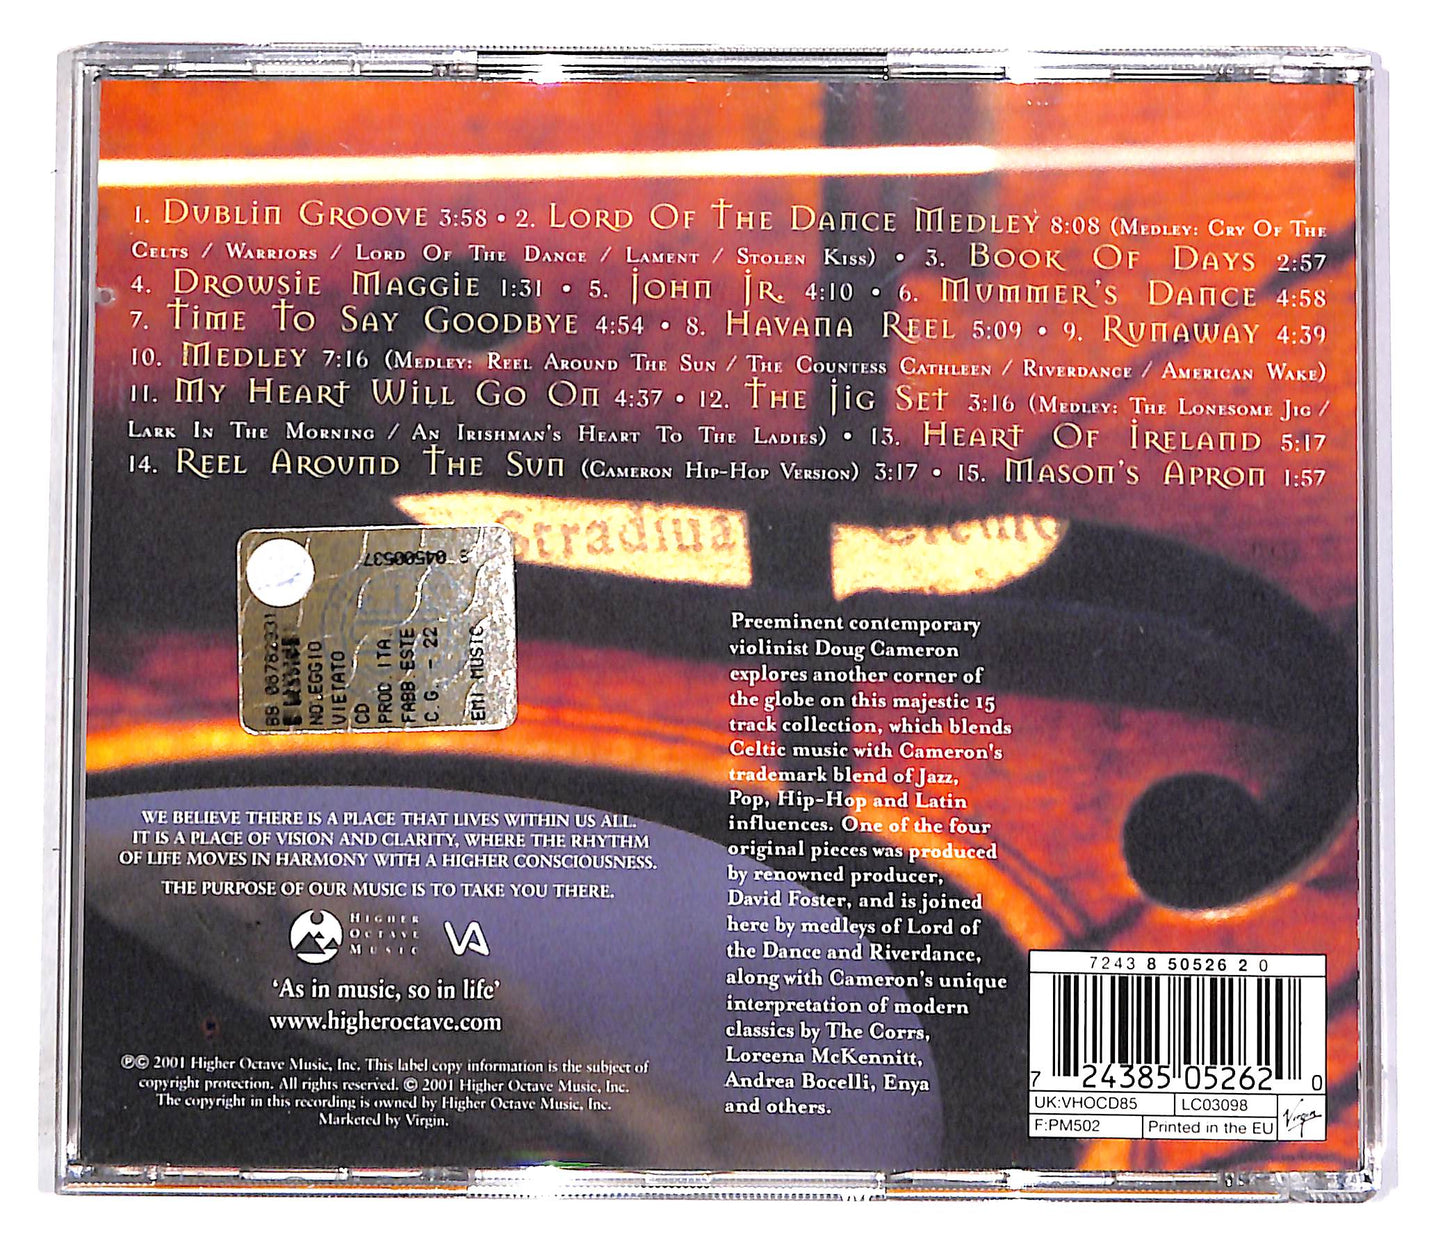 1. Dublin Groove 3:58 • 2. Lord Of The Dance Medley 8:08 (Medley: Cry Of The
Celts / Warriors / Lord Of The Dance / Lament / Stolen Kiss) • 3. Book Of Days 2:57
4. Drowsie Maggie 1:31 • 5. John Jr. 4:10 • 6. Mummer's Dance 4:58
7. Time To Say Goodbye 4:54 • 8. Havana Reel 5:09 • 9. Runaway 4:39
10. Medley 7:16 (Medley: Reel Around The Sun / The Countess Cathleen / Riverdance / American Wake)
11. My Heart Will Go On 4:37 • 12. The Jig Set 3:16 (Medley: The Lonesome Jig /
Lark In The Morning / An Irishman's Heart To The Ladies) • 13. Heart Of Ireland 5:17
14. Reel Around The Sun (Cameron Hip-Hop Version) 3:17 • 15. Mason's Apron 1:57
Stradiua
04500537
BB 08782931
NOLEGGIO
VIETATO
CD
PROD. ITA
FABB.ESTE
C.G. - 22
EMI MUSIC
Preeminent contemporary
violinist Doug Cameron
explores another corner of
the globe on this majestic 15
track collection, which blends
Celtic music with Cameron's
trademark blend of Jazz,
Pop, Hip-Hop and Latin
influences. One of the four
original pieces was produced
by renowned producer,
David Foster, and is joined
here by medleys of Lord of
the Dance and Riverdance,
along with Cameron's unique
interpretation of modern
classics by The Corrs,
Loreena McKennitt,
Andrea Bocelli, Enya
and others.
WE BELIEVE THERE IS A PLACE THAT LIVES WITHIN US ALL.
IT IS A PLACE OF VISION AND CLARITY, WHERE THE RHYTHM
OF LIFE MOVES IN HARMONY WITH A HIGHER CONSCIOUSNESS.
THE PURPOSE OF OUR MUSIC IS TO TAKE YOU THERE.
Higher
Octave
Music
VA
'As in music, so in life'
www.higheroctave.com
℗© 2001 Higher Octave Music, Inc. This label copy information is the subject of
copyright protection. All rights reserved. © 2001 Higher Octave Music, Inc.
The copyright in this recording is owned by Higher Octave Music, Inc.
Marketed by Virgin.
7243 8 50526 2 0
7 24385 05262 0
UK:VHOCD85 LC03098
F:PM502 Printed in the EU
Virgin